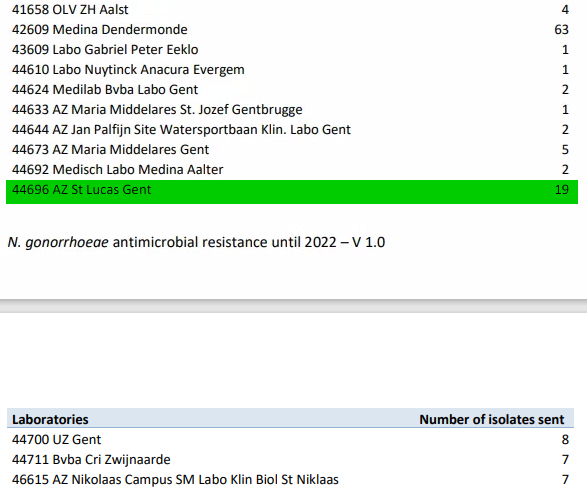 41658 OLV ZH Aalst 4
42609 Medina Dendermonde 63
43609 Labo Gabriel Peter Eeklo 1
44610 Labo Nuytinck Anacura Evergem 1
44624 Medilab Bvba Labo Gent 2
44633 AZ Maria Middelares St. Jozef Gentbrugge 1
44644 AZ Jan Palfijn Site Watersportbaan Klin. Labo Gent 2
44673 AZ Maria Middelares Gent 5
44692 Medisch Labo Medina Aalter 2
44696 AZ St Lucas Gent 19
N. gonorrhoeae antimicrobial resistance until 2022 – V 1.0
Laboratories Number of isolates sent
44700 UZ Gent 8
44711 Bvba Cri Zwijnaarde 7
46615 AZ Nikolaas Campus SM Labo Klin Biol St Niklaas 7